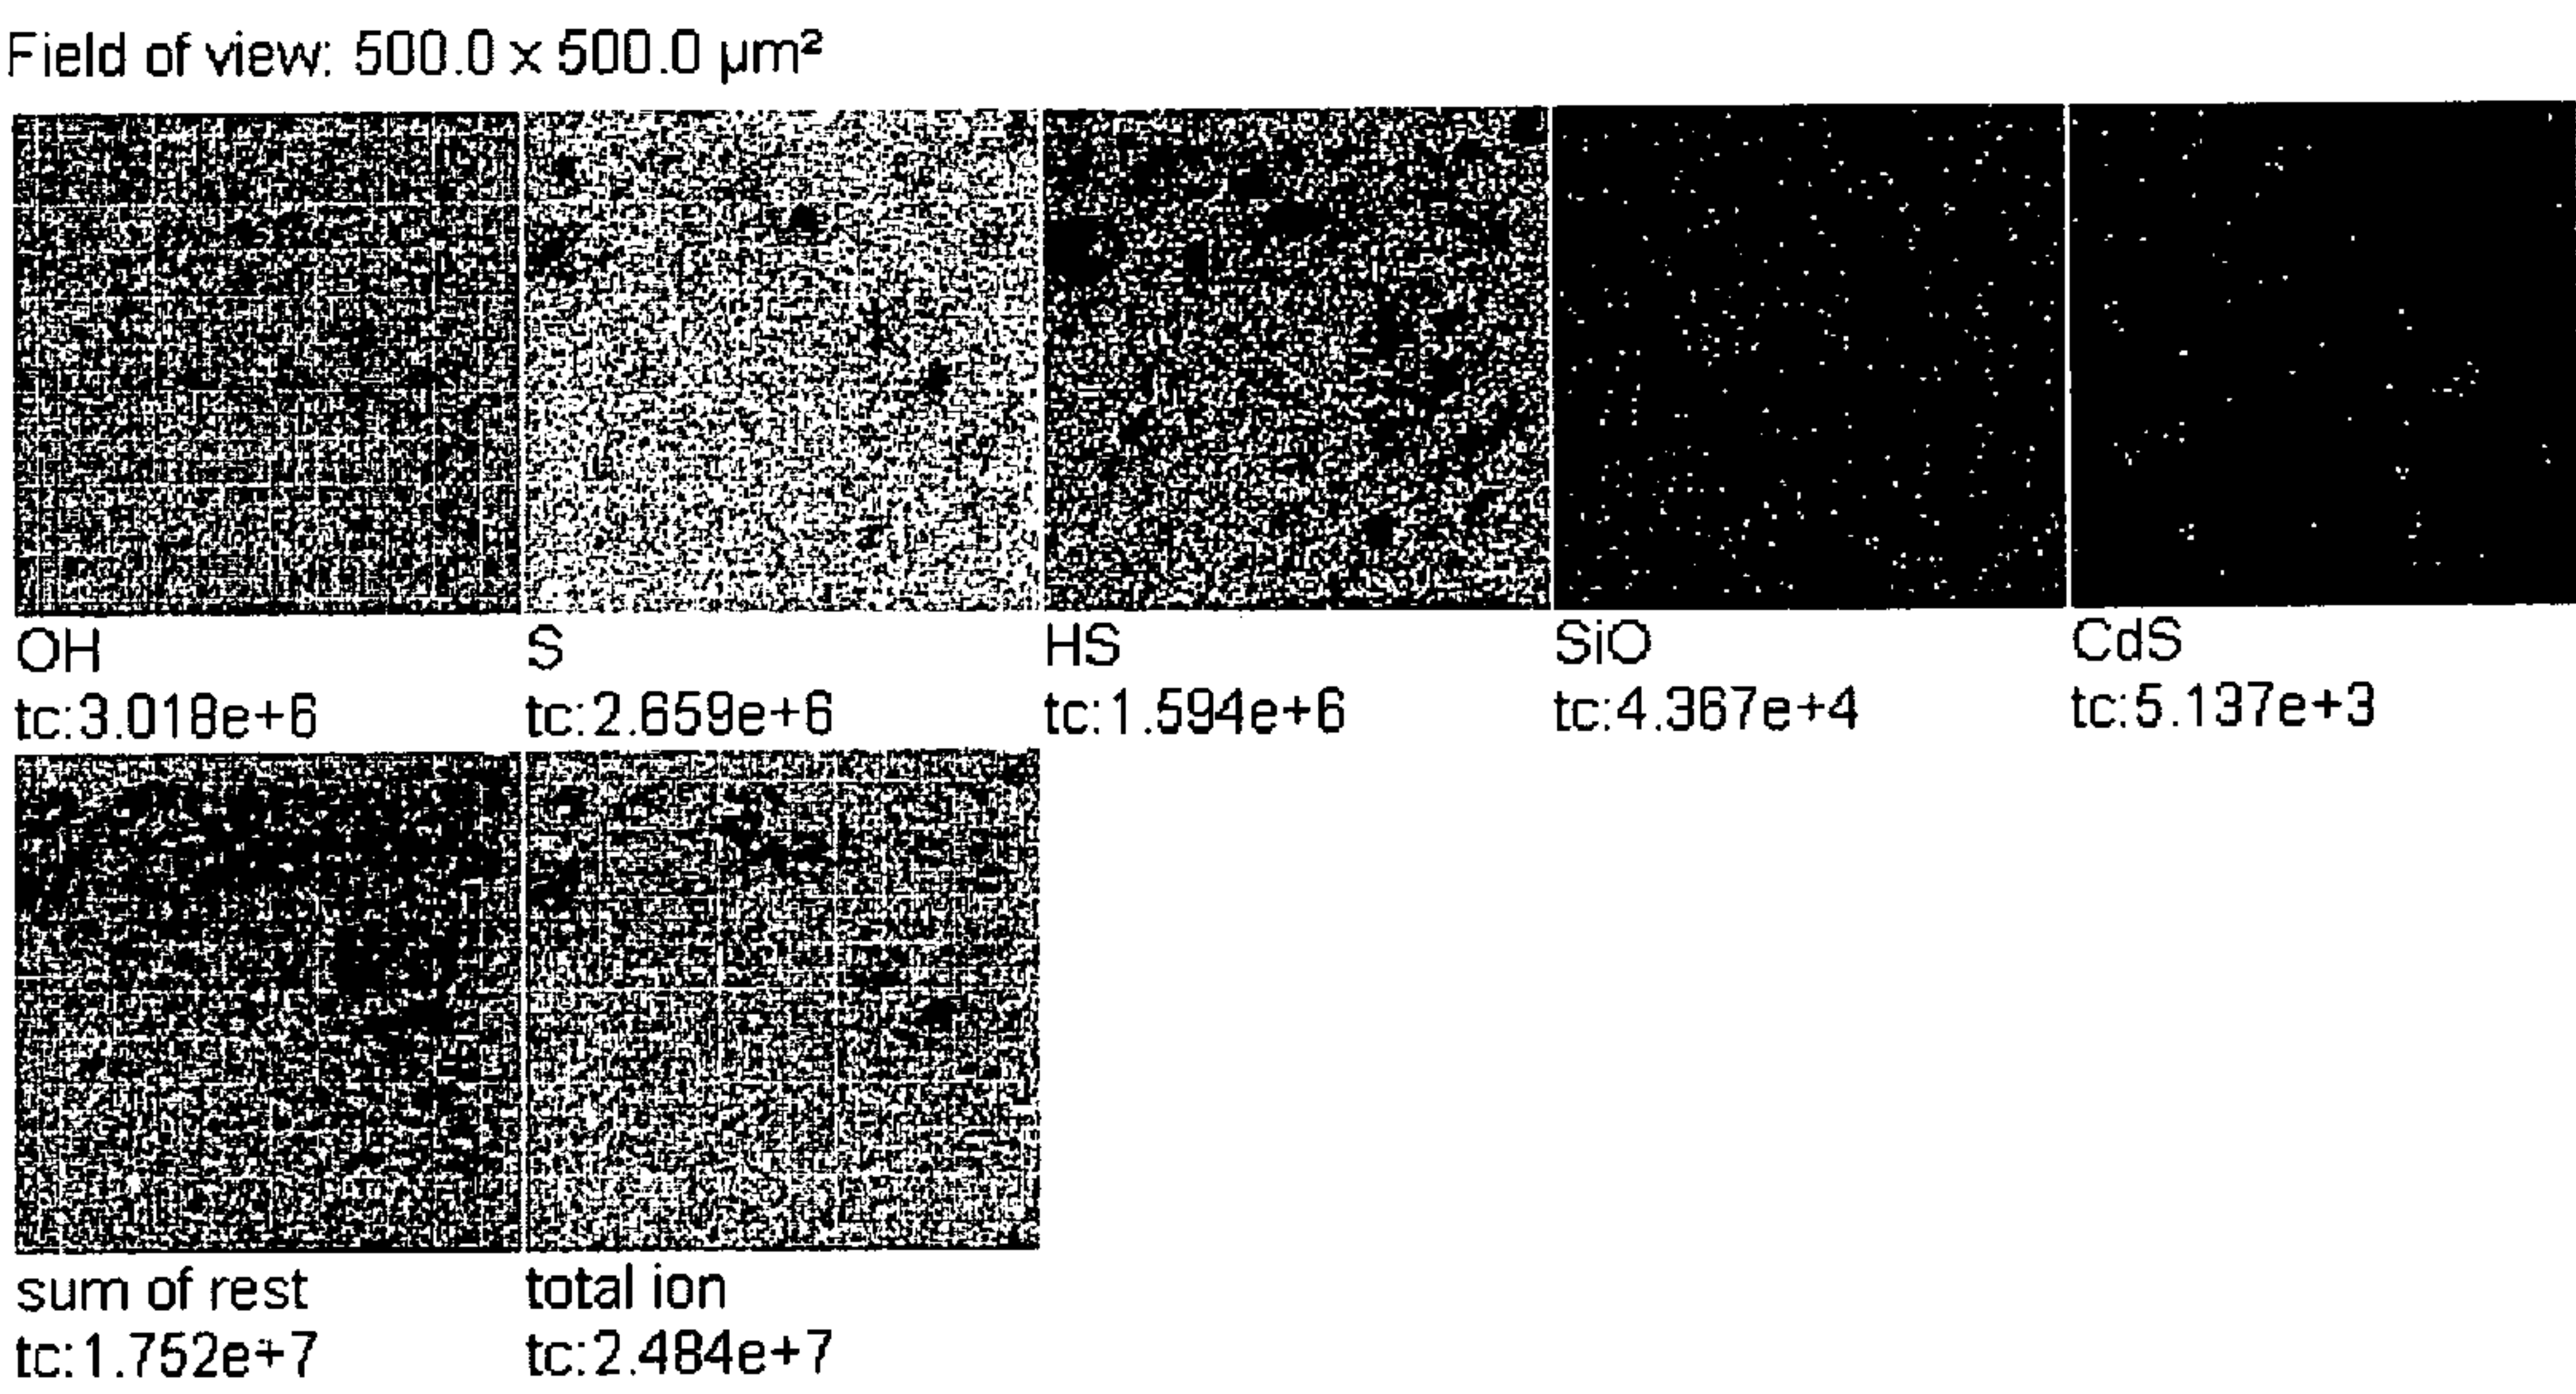 Field of view: 500.0 x 500.0 µm²
OH
tc:3.018e+6
S
tc:2.659e+6
HS
tc:1.594e+6
SiO
tc:4.367e+4
CdS
tc:5.137e+3
sum of rest
tc:1.752e+7
total ion
tc:2.484e+7